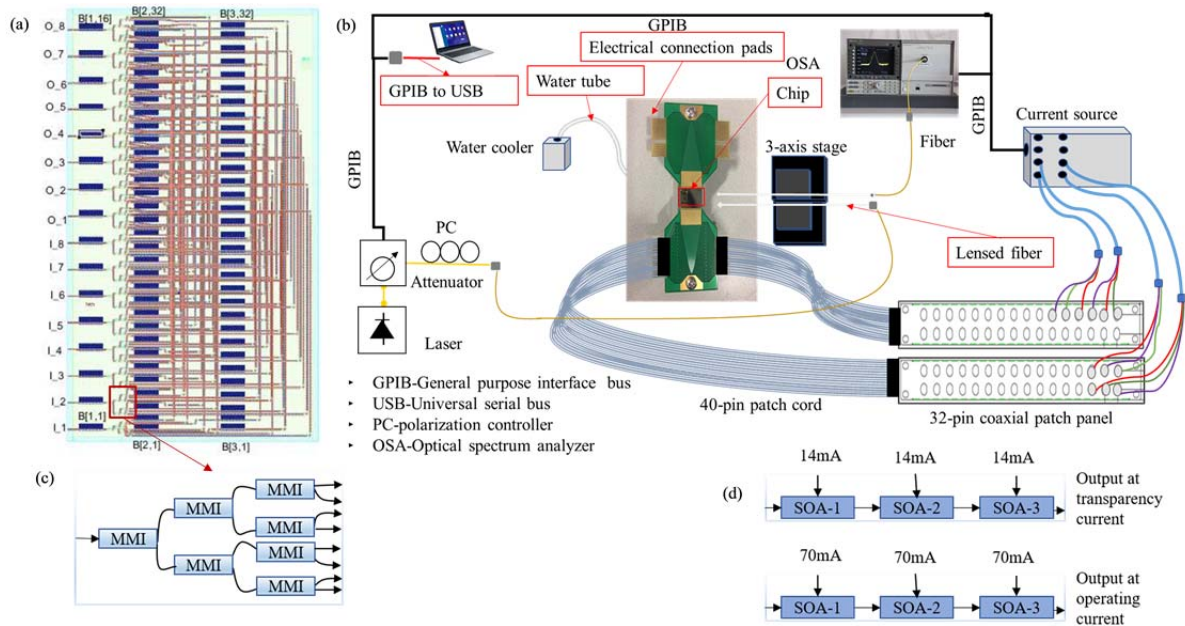 (a)
B[1,16]
B[2,32]
B[3,32]
O_8
O_7
O_6
O_5
O_4
O_3
O_2
O_1
I_8
I_7
I_6
I_5
I_4
I_3
I_2
B[1,1]
I_1
B[2,1]
B[3,1]
(b)
GPIB
Electrical connection pads
OSA
GPIB to USB
Water tube
Chip
GPIB
Current source
Water cooler
3-axis stage
Fiber
GPIB
PC
Attenuator
Lensed fiber
Laser
‣ GPIB-General purpose interface bus
‣ USB-Universal serial bus
‣ PC-polarization controller
‣ OSA-Optical spectrum analyzer
40-pin patch cord
32-pin coaxial patch panel
(c)
MMI
MMI
MMI
MMI
MMI
MMI
MMI
(d)
14mA 14mA 14mA
SOA-1 SOA-2 SOA-3
Output at
transparency
current
70mA 70mA 70mA
SOA-1 SOA-2 SOA-3
Output at
operating
current